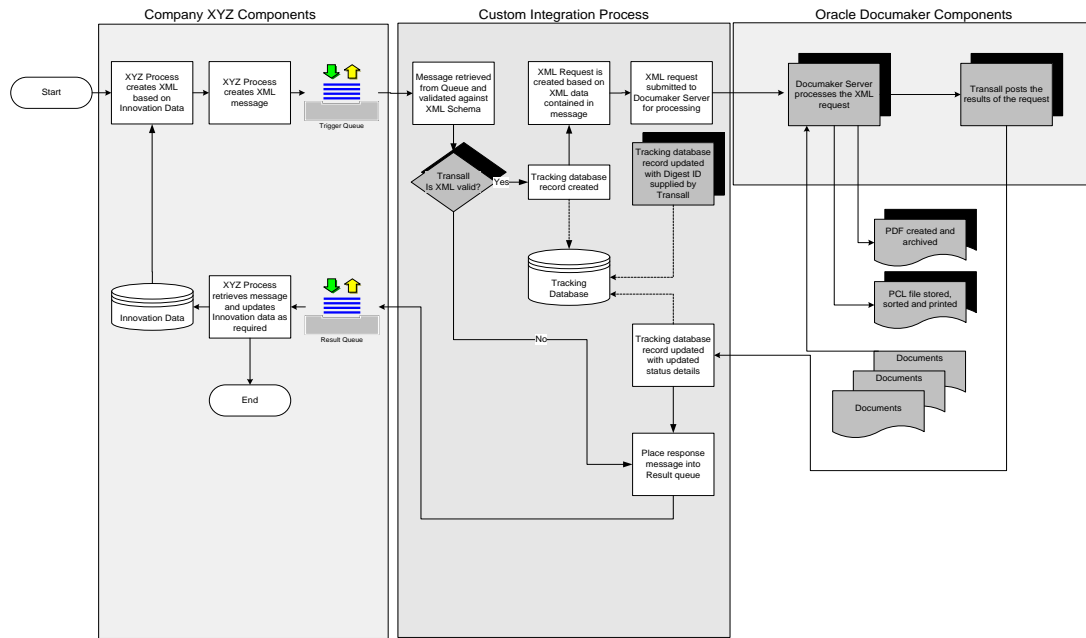 Company XYZ Components
Custom Integration Process
Oracle Documaker Components
Start
XYZ Process
creates XML
based on
Innovation Data
XYZ Process
creates XML
message
Trigger Queue
Message retrieved
from Queue and
validated against
XML Schema
XML Request is
created based on
XML data
contained in
message
XML request
submitted to
Documaker Server
for processing
Documaker Server
processes the XML
request
Transall posts the
results of the request
Transall
Is XML valid?
Yes
Tracking database
record created
Tracking database
record updated
with Digest ID
supplied by
Transall
PDF created and
archived
Tracking
Database
PCL file stored,
sorted and printed
Innovation Data
XYZ Process
retrieves message
and updates
Innovation data as
required
Result Queue
No
Tracking database
record updated
with updated
status details
Documents
Documents
Documents
End
Place response
message into
Result queue